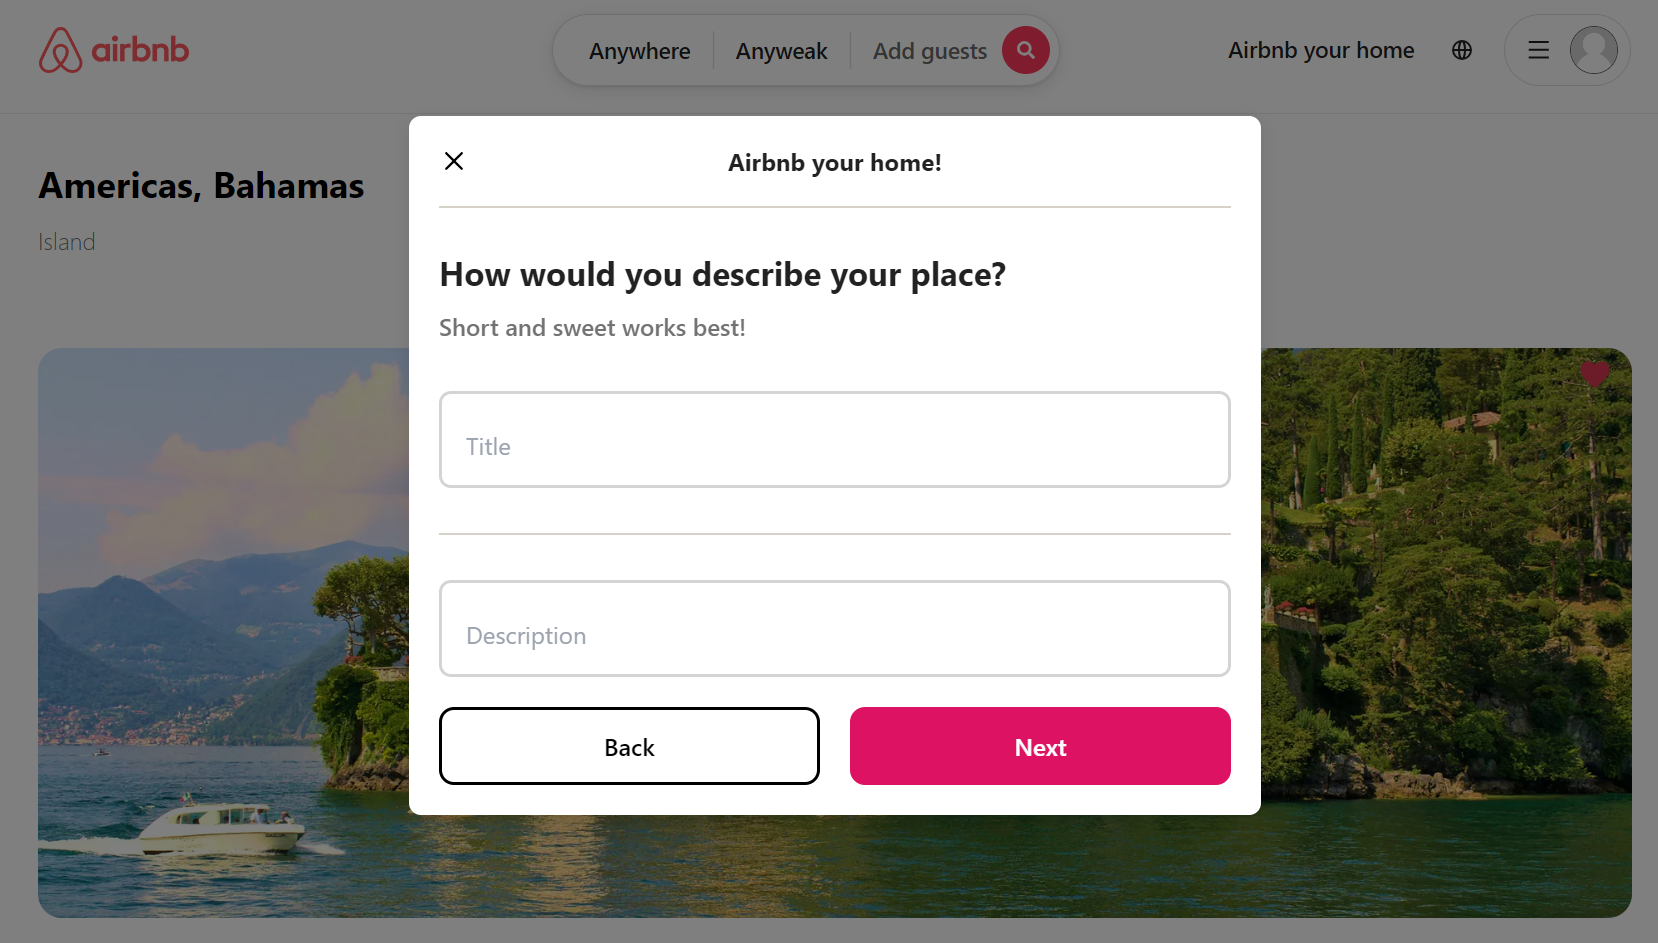 airbnb
Anywhere
Anyweak
Add guests
Airbnb your home
Americas, Bahamas
Island
Airbnb your home!
How would you describe your place?
Short and sweet works best!
Title
Description
Back
Next